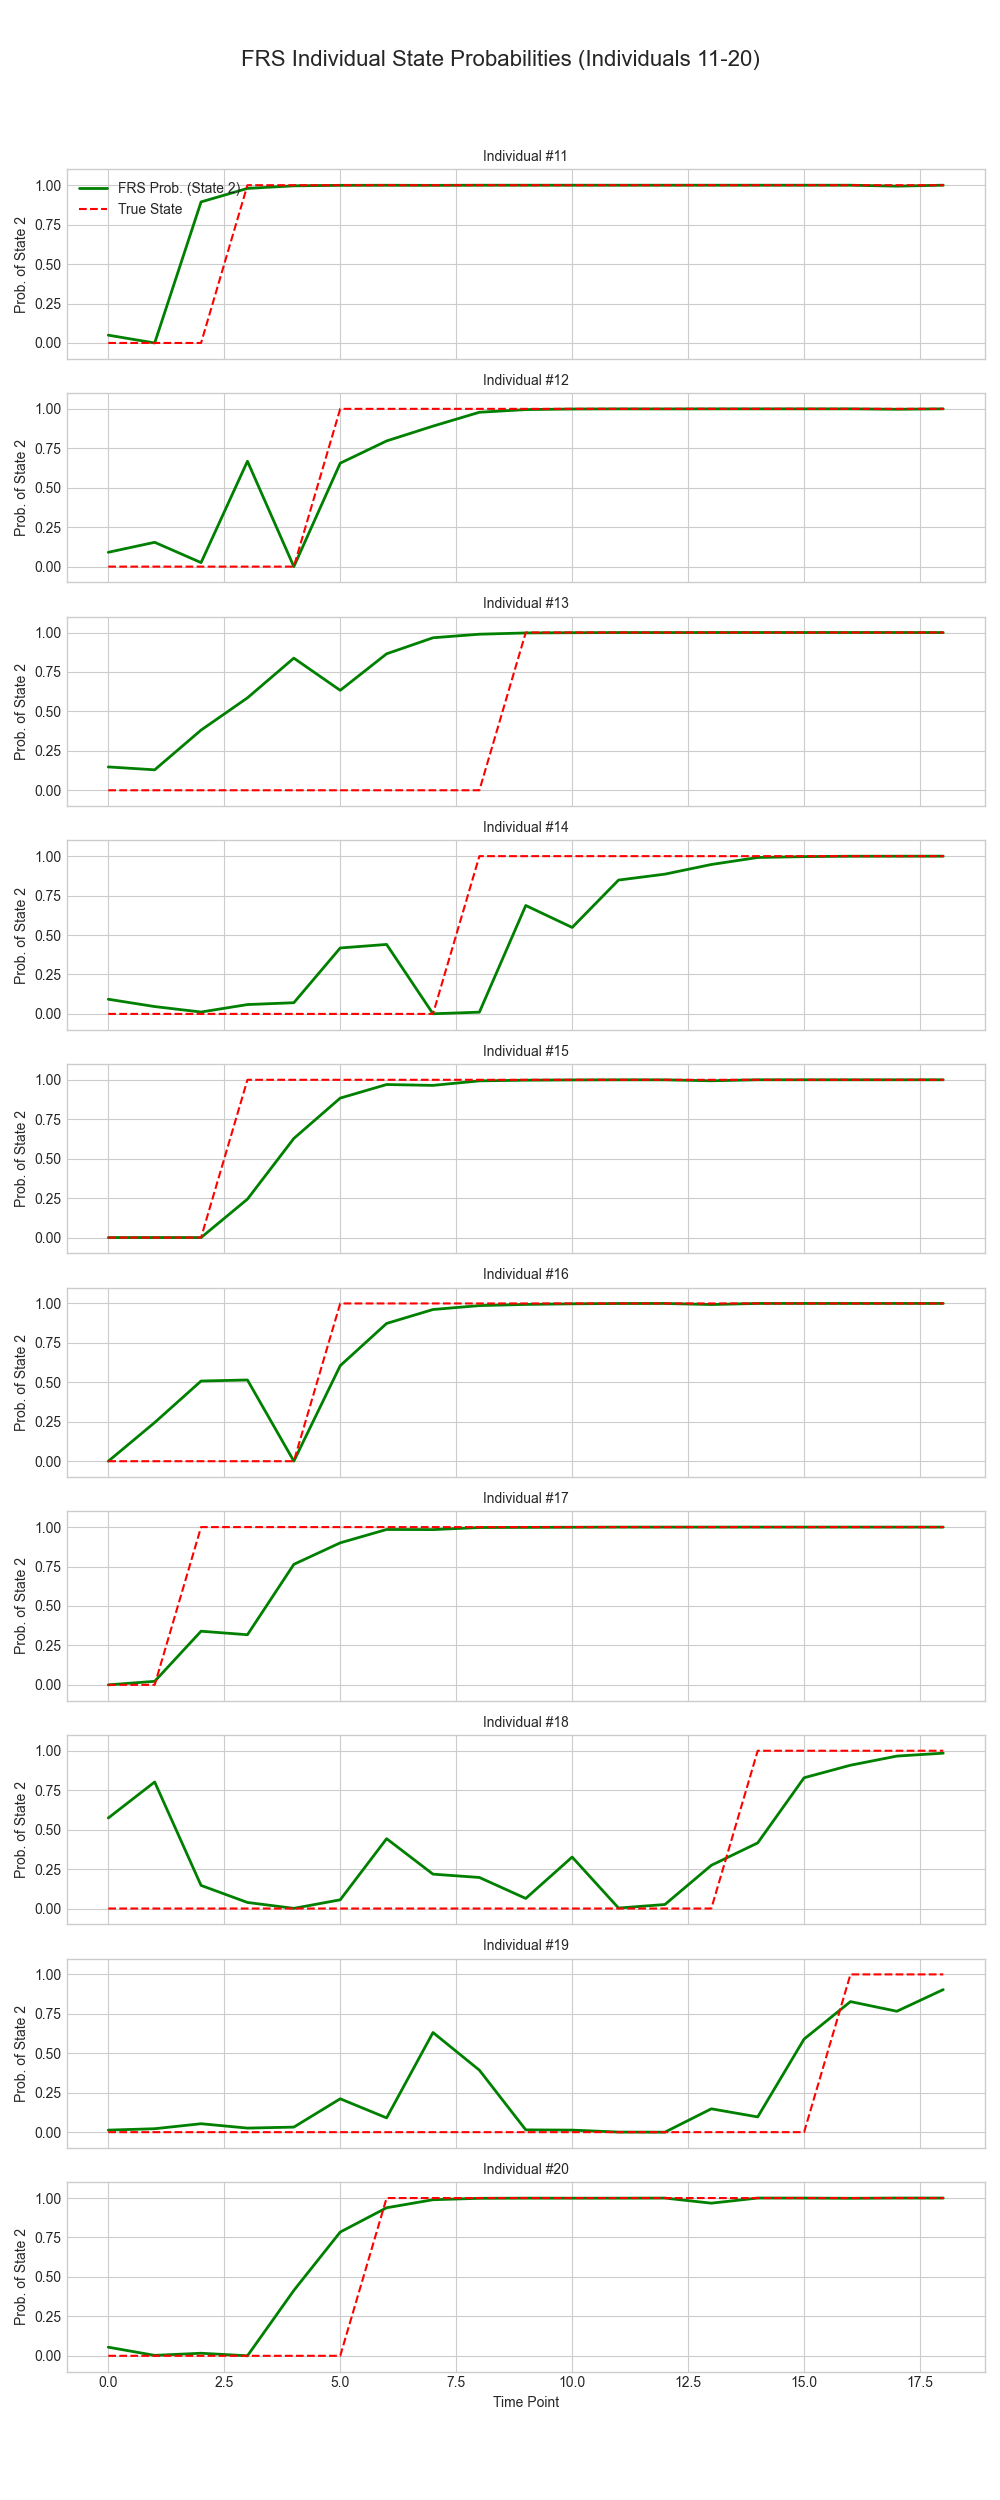 FRS Individual State Probabilities (Individuals 11-20)
Individual #11
1.00
0.75
0.50
0.25
0.00
Prob. of State 2
FRS Prob. (State 2)
True State
Individual #12
1.00
0.75
0.50
0.25
0.00
Prob. of State 2
Individual #13
1.00
0.75
0.50
0.25
0.00
Prob. of State 2
Individual #14
1.00
0.75
0.50
0.25
0.00
Prob. of State 2
Individual #15
1.00
0.75
0.50
0.25
0.00
Prob. of State 2
Individual #16
1.00
0.75
0.50
0.25
0.00
Prob. of State 2
Individual #17
1.00
0.75
0.50
0.25
0.00
Prob. of State 2
Individual #18
1.00
0.75
0.50
0.25
0.00
Prob. of State 2
Individual #19
1.00
0.75
0.50
0.25
0.00
Prob. of State 2
Individual #20
1.00
0.75
0.50
0.25
0.00
Prob. of State 2
0.0 2.5 5.0 7.5 10.0 12.5 15.0 17.5
Time Point